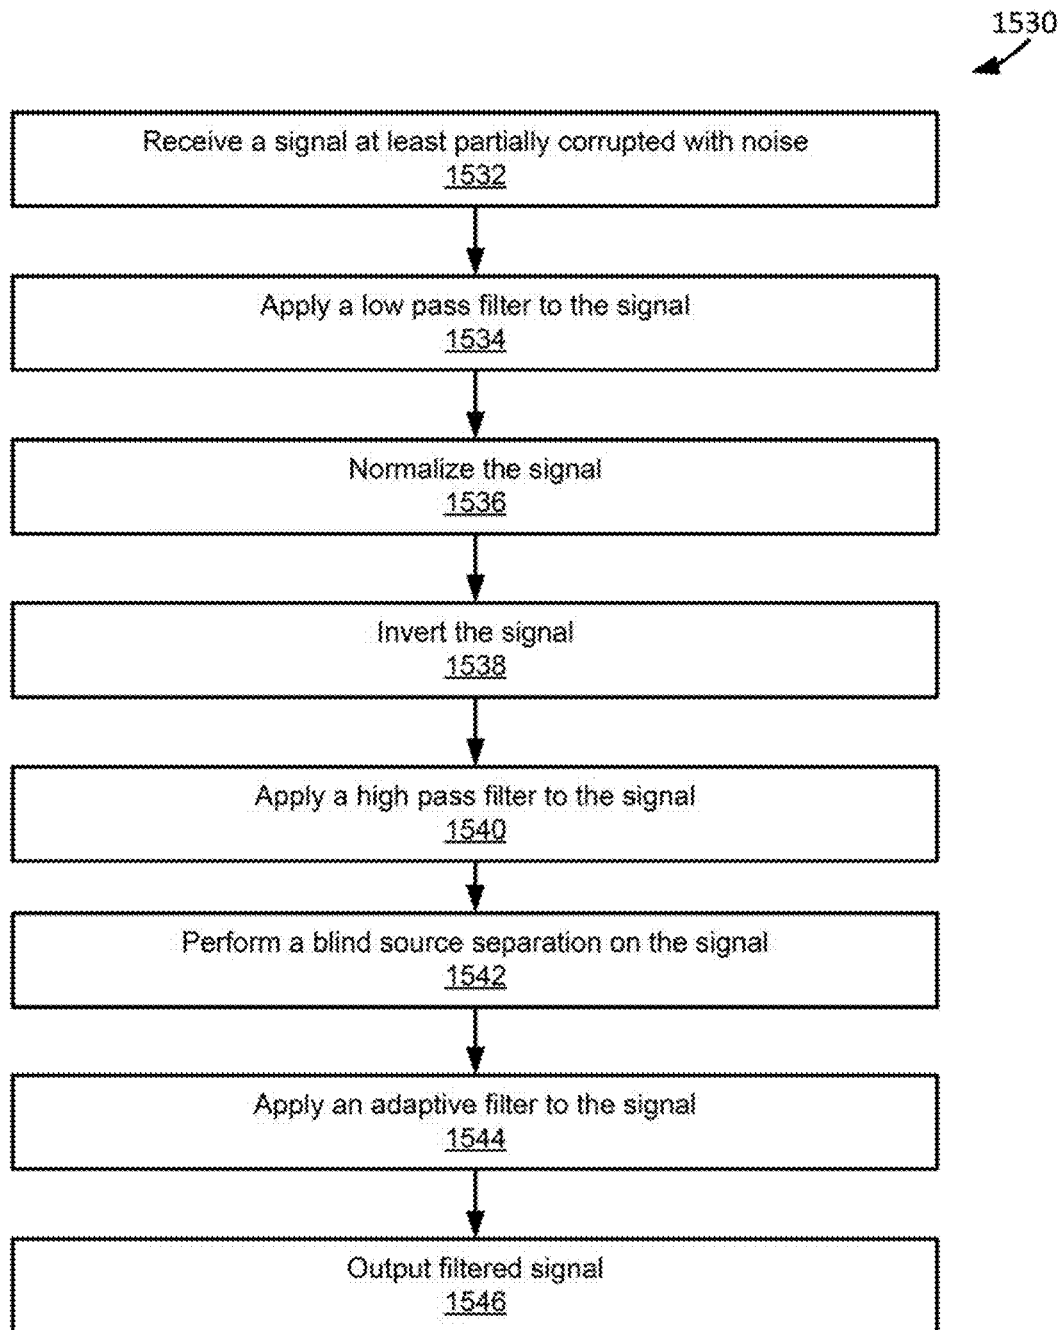 1530
Receive a signal at least partially corrupted with noise
1532
Apply a low pass filter to the signal
1534
Normalize the signal
1536
Invert the signal
1538
Apply a high pass filter to the signal
1540
Perform a blind source separation on the signal
1542
Apply an adaptive filter to the signal
1544
Output filtered signal
1546